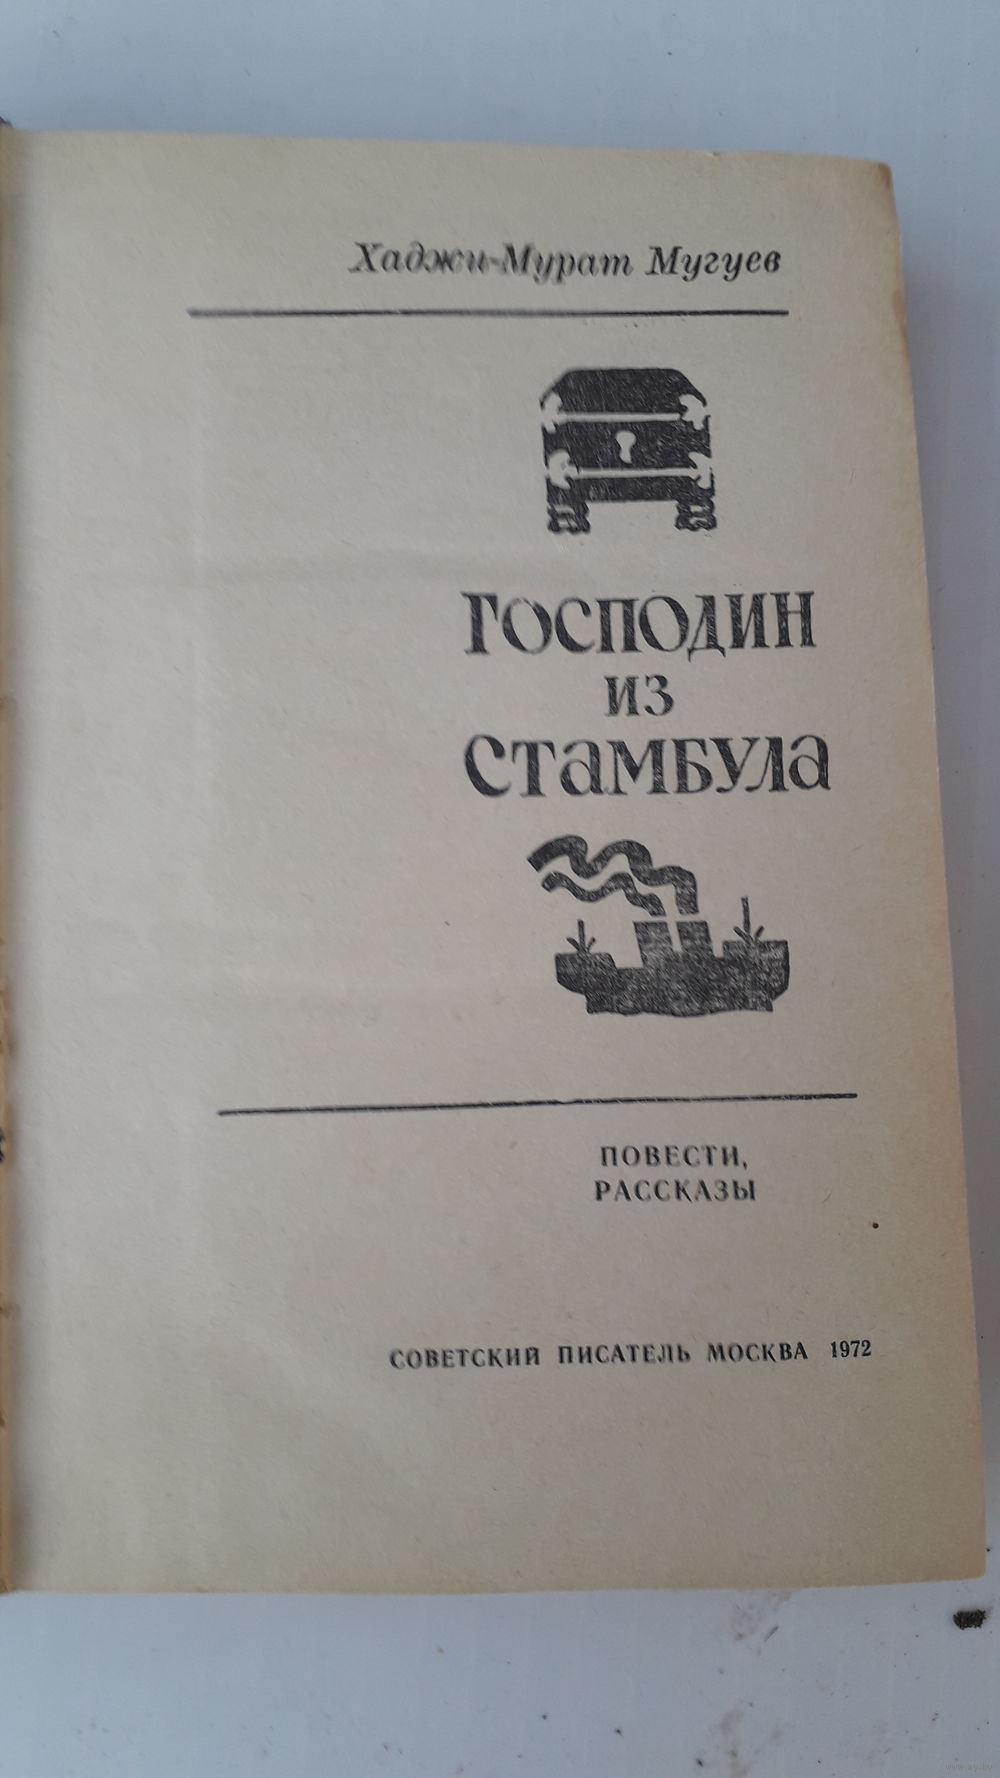 Хаджи-Мурат Мугуев
ГОСПОДИН
ИЗ
СТАМБУЛА
ПОВЕСТИ,
РАССКАЗЫ
СОВЕТСКИЙ ПИСАТЕЛЬ МОСКВА 1972